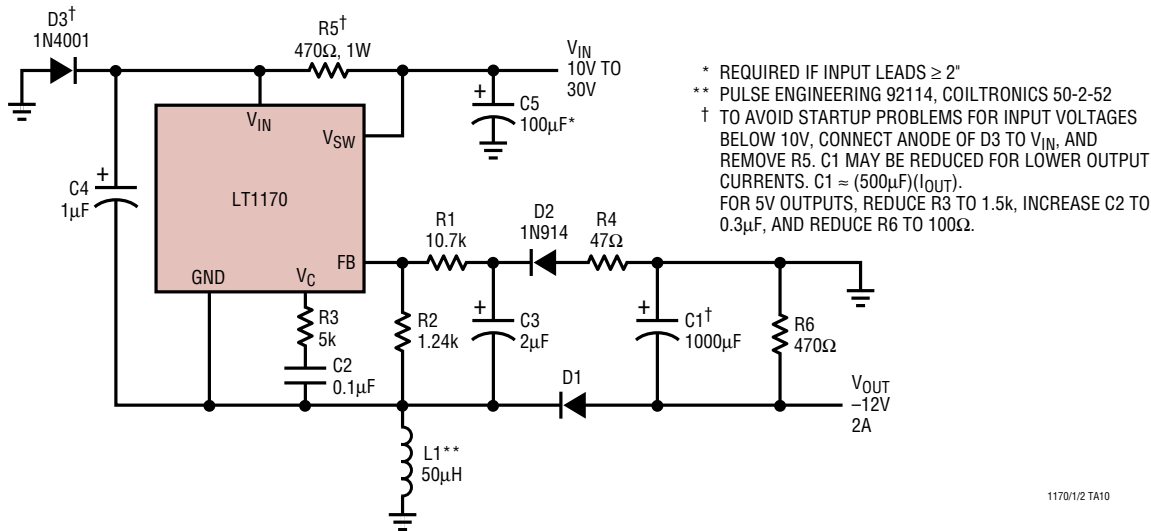 D3†
1N4001
R5†
470Ω, 1W
VIN
10V TO
30V
C5
100µF*
VIN
VSW
LT1170
C4
1µF
GND
VC
FB
R1
10.7k
D2
1N914
R4
47Ω
R3
5k
C2
0.1µF
R2
1.24k
C3
2µF
C1†
1000µF
R6
470Ω
D1
VOUT
–12V
2A
L1**
50µH
* REQUIRED IF INPUT LEADS ≥ 2"
** PULSE ENGINEERING 92114, COILTRONICS 50-2-52
† TO AVOID STARTUP PROBLEMS FOR INPUT VOLTAGES
BELOW 10V, CONNECT ANODE OF D3 TO VIN, AND
REMOVE R5. C1 MAY BE REDUCED FOR LOWER OUTPUT
CURRENTS. C1 ≈ (500µF)(IOUT).
FOR 5V OUTPUTS, REDUCE R3 TO 1.5k, INCREASE C2 TO
0.3µF, AND REDUCE R6 TO 100Ω.
1170/1/2 TA10